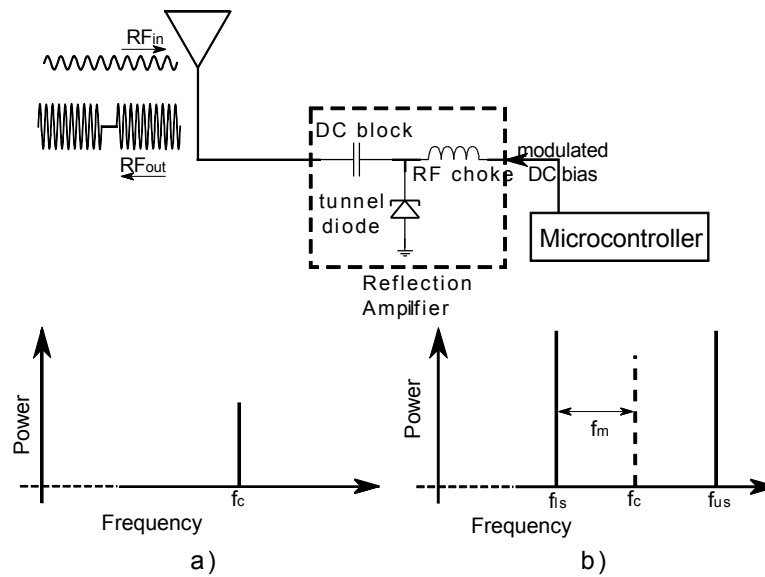 RFin
RFout
DC block
RF choke
tunnel
diode
modulated
DC bias
Microcontroller
Reflection
Ampilfier
Power
fc
Frequency
a)
Power
fm
fls
fc
fus
Frequency
b)